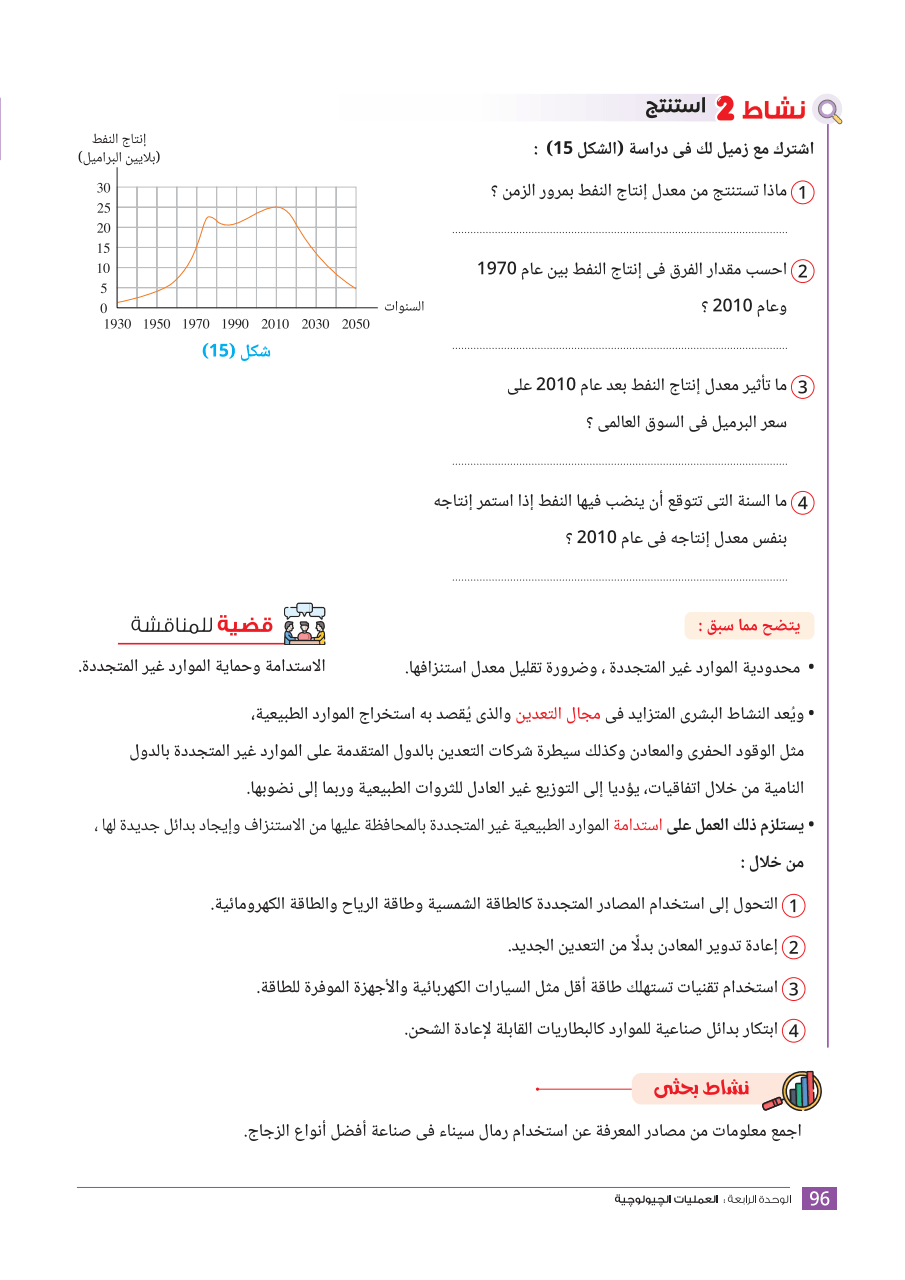 نشاط 2 استنتج
اشترك مع زميل لك فى دراسة (الشكل 15) :
1 ماذا تستنتج من معدل إنتاج النفط بمرور الزمن ؟
2 احسب مقدار الفرق فى إنتاج النفط بين عام 1970
وعام 2010 ؟
3 ما تأثير معدل إنتاج النفط بعد عام 2010 على
سعر البرميل فى السوق العالمى ؟
4 ما السنة التى تتوقع أن ينضب فيها النفط إذا استمر إنتاجه
بنفس معدل إنتاجه فى عام 2010 ؟
إنتاج النفط
(بلايين البراميل)
30
25
20
15
10
5
0
1930 1950 1970 1990 2010 2030 2050
السنوات
شكل (15)
يتضح مما سبق :
• محدودية الموارد غير المتجددة ، وضرورة تقليل معدل استنزافها.
قضية للمناقشة
الاستدامة وحماية الموارد غير المتجددة.
• ويُعد النشاط البشرى المتزايد فى مجال التعدين والذى يُقصد به استخراج الموارد الطبيعية،
مثل الوقود الحفرى والمعادن وكذلك سيطرة شركات التعدين بالدول المتقدمة على الموارد غير المتجددة بالدول
النامية من خلال اتفاقيات، يؤديا إلى التوزيع غير العادل للثروات الطبيعية وربما إلى نضوبها.
• يستلزم ذلك العمل على استدامة الموارد الطبيعية غير المتجددة بالمحافظة عليها من الاستنزاف وإيجاد بدائل جديدة لها ،
من خلال :
1 التحول إلى استخدام المصادر المتجددة كالطاقة الشمسية وطاقة الرياح والطاقة الكهرومائية.
2 إعادة تدوير المعادن بدلًا من التعدين الجديد.
3 استخدام تقنيات تستهلك طاقة أقل مثل السيارات الكهربائية والأجهزة الموفرة للطاقة.
4 ابتكار بدائل صناعية للموارد كالبطاريات القابلة لإعادة الشحن.
نشاط بحثى
اجمع معلومات من مصادر المعرفة عن استخدام رمال سيناء فى صناعة أفضل أنواع الزجاج.
96 الوحدة الرابعة : العمليات الچيولوچية